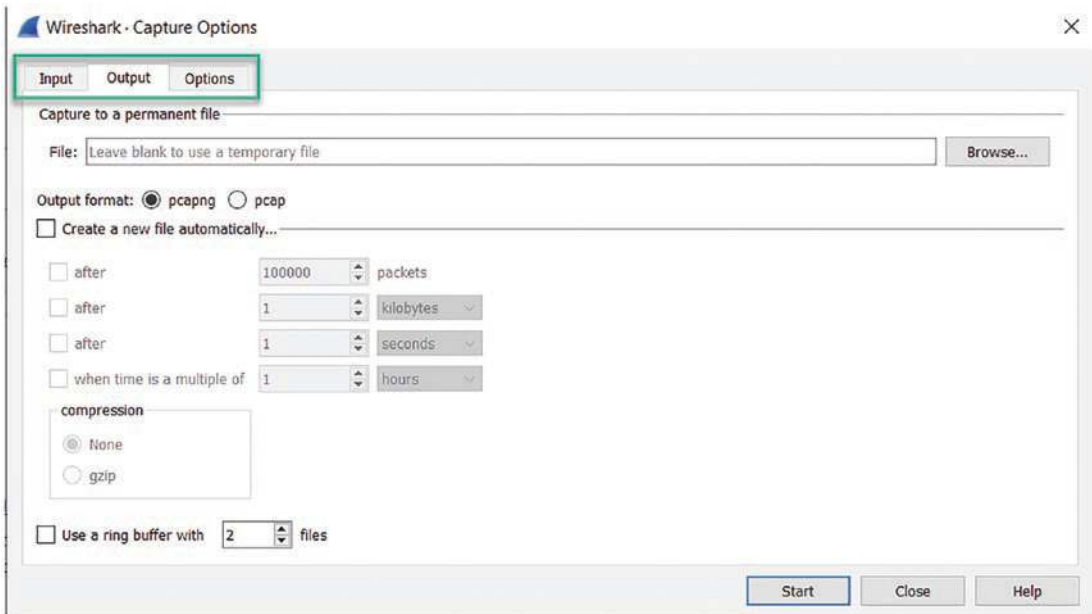 Wireshark · Capture Options
Input Output Options
Capture to a permanent file
File: Leave blank to use a temporary file Browse...
Output format: pcapng pcap
Create a new file automatically...
after 100000 packets
after 1 kilobytes
after 1 seconds
when time is a multiple of 1 hours
compression
None
gzip
Use a ring buffer with 2 files
Start Close Help